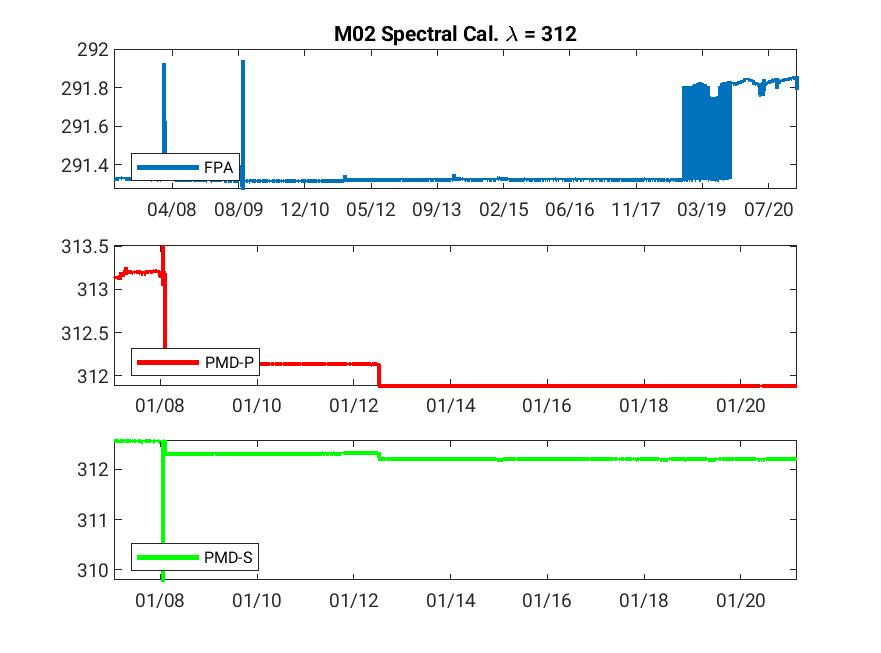 M02 Spectral Cal. λ = 312
292
291.8
291.6
291.4
FPA
04/08 08/09 12/10 05/12 09/13 02/15 06/16 11/17 03/19 07/20
313.5
313
312.5
312
PMD-P
01/08 01/10 01/12 01/14 01/16 01/18 01/20
312
311
310
PMD-S
01/08 01/10 01/12 01/14 01/16 01/18 01/20